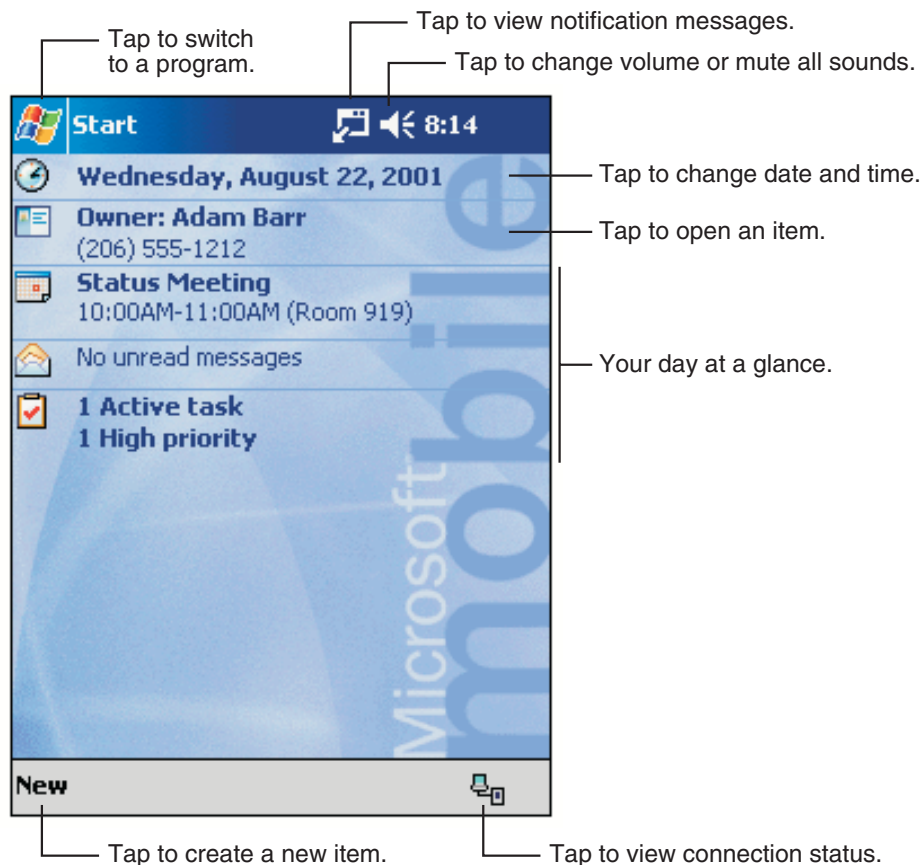 Tap to view notification messages.
Tap to switch
to a program.
Tap to change volume or mute all sounds.
Start
8:14
Wednesday, August 22, 2001
Tap to change date and time.
Owner: Adam Barr
(206) 555-1212
Tap to open an item.
Status Meeting
10:00AM-11:00AM (Room 919)
No unread messages
Your day at a glance.
1 Active task
1 High priority
Microsoft
mobile
New
Tap to create a new item.
Tap to view connection status.